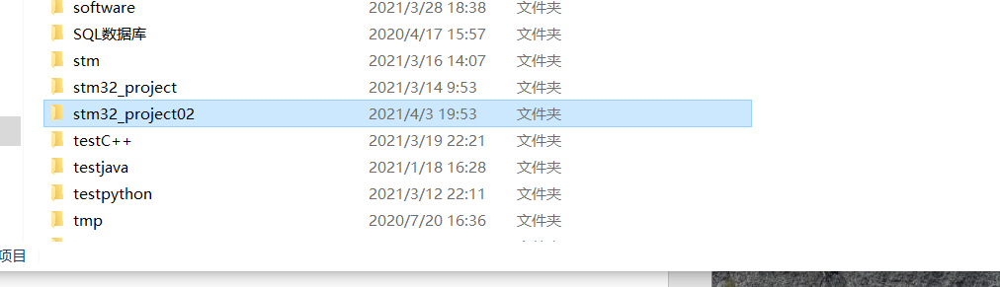 software 2021/3/28 18:38 文件夹
SQL数据库 2020/4/17 15:57 文件夹
stm 2021/3/16 14:07 文件夹
stm32_project 2021/3/14 9:53 文件夹
stm32_project02 2021/4/3 19:53 文件夹
testC++ 2021/3/19 22:21 文件夹
testjava 2021/1/18 16:28 文件夹
testpython 2021/3/12 22:11 文件夹
tmp 2020/7/20 16:36 文件夹
项目